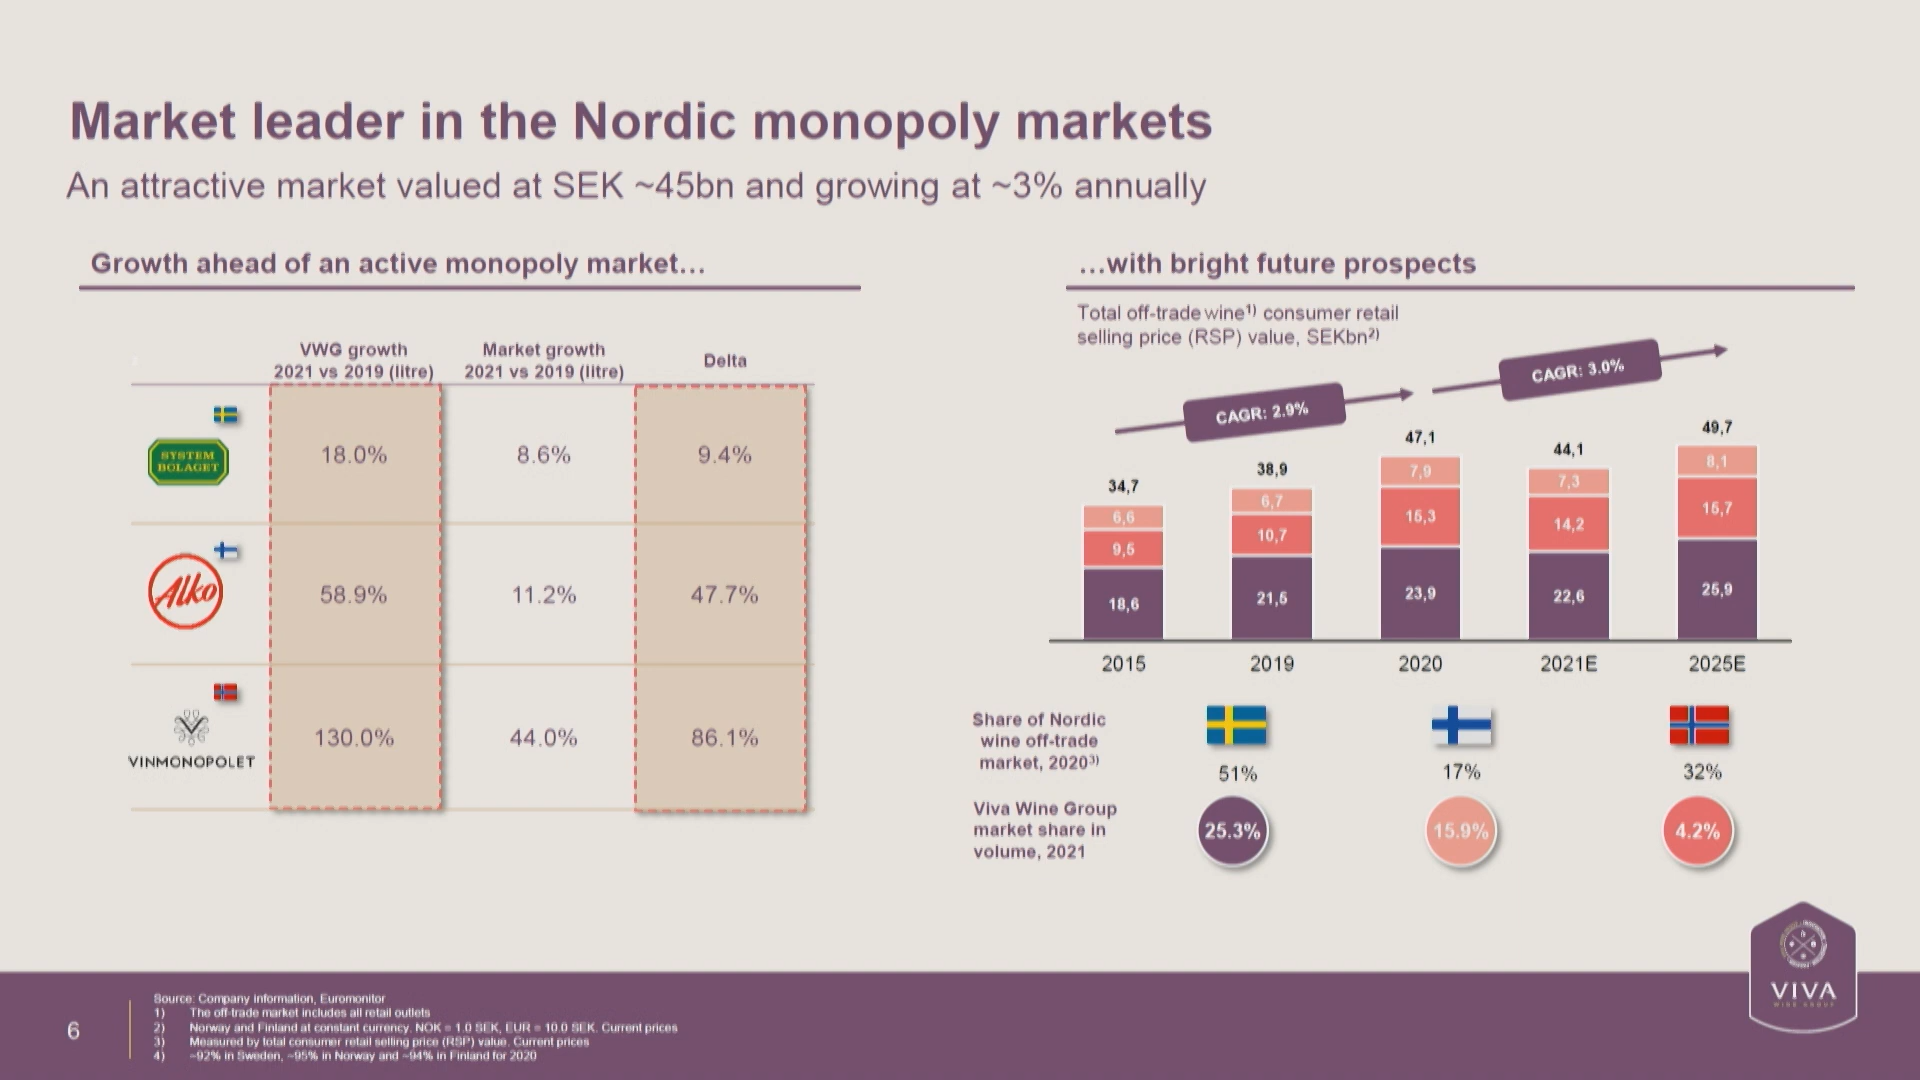 Market leader in the Nordic monopoly markets
An attractive market valued at SEK ~45bn and growing at ~3% annually
Growth ahead of an active monopoly market...
VWG growth
2021 vs 2019 (litre)
Market growth
2021 vs 2019 (litre)
Delta
SYSTEM
BOLAGET
18.0%
8.6%
9.4%
Alko
58.9%
11.2%
47.7%
VINMONOPOLET
130.0%
44.0%
86.1%
...with bright future prospects
Total off-trade wine¹⁾ consumer retail
selling price (RSP) value, SEKbn²⁾
CAGR: 2.9%
CAGR: 3.0%
34,7
38,9
47,1
44,1
49,7
6,6
6,7
7,9
7,3
8,1
9,5
10,7
15,3
14,2
15,7
18,6
21,5
23,9
22,6
25,9
2015
2019
2020
2021E
2025E
Share of Nordic
wine off-trade
market, 2020³⁾
51%
17%
32%
Viva Wine Group
market share in
volume, 2021
25.3%
15.9%
4.2%
VIVA
WINE GROUP
6
Source: Company information, Euromonitor
1) The off-trade market includes all retail outlets
2) Norway and Finland at constant currency. NOK = 1.0 SEK, EUR = 10.0 SEK. Current prices
3) Measured by total consumer retail selling price (RSP) value. Current prices
4) ~92% in Sweden, ~95% in Norway and ~94% in Finland for 2020